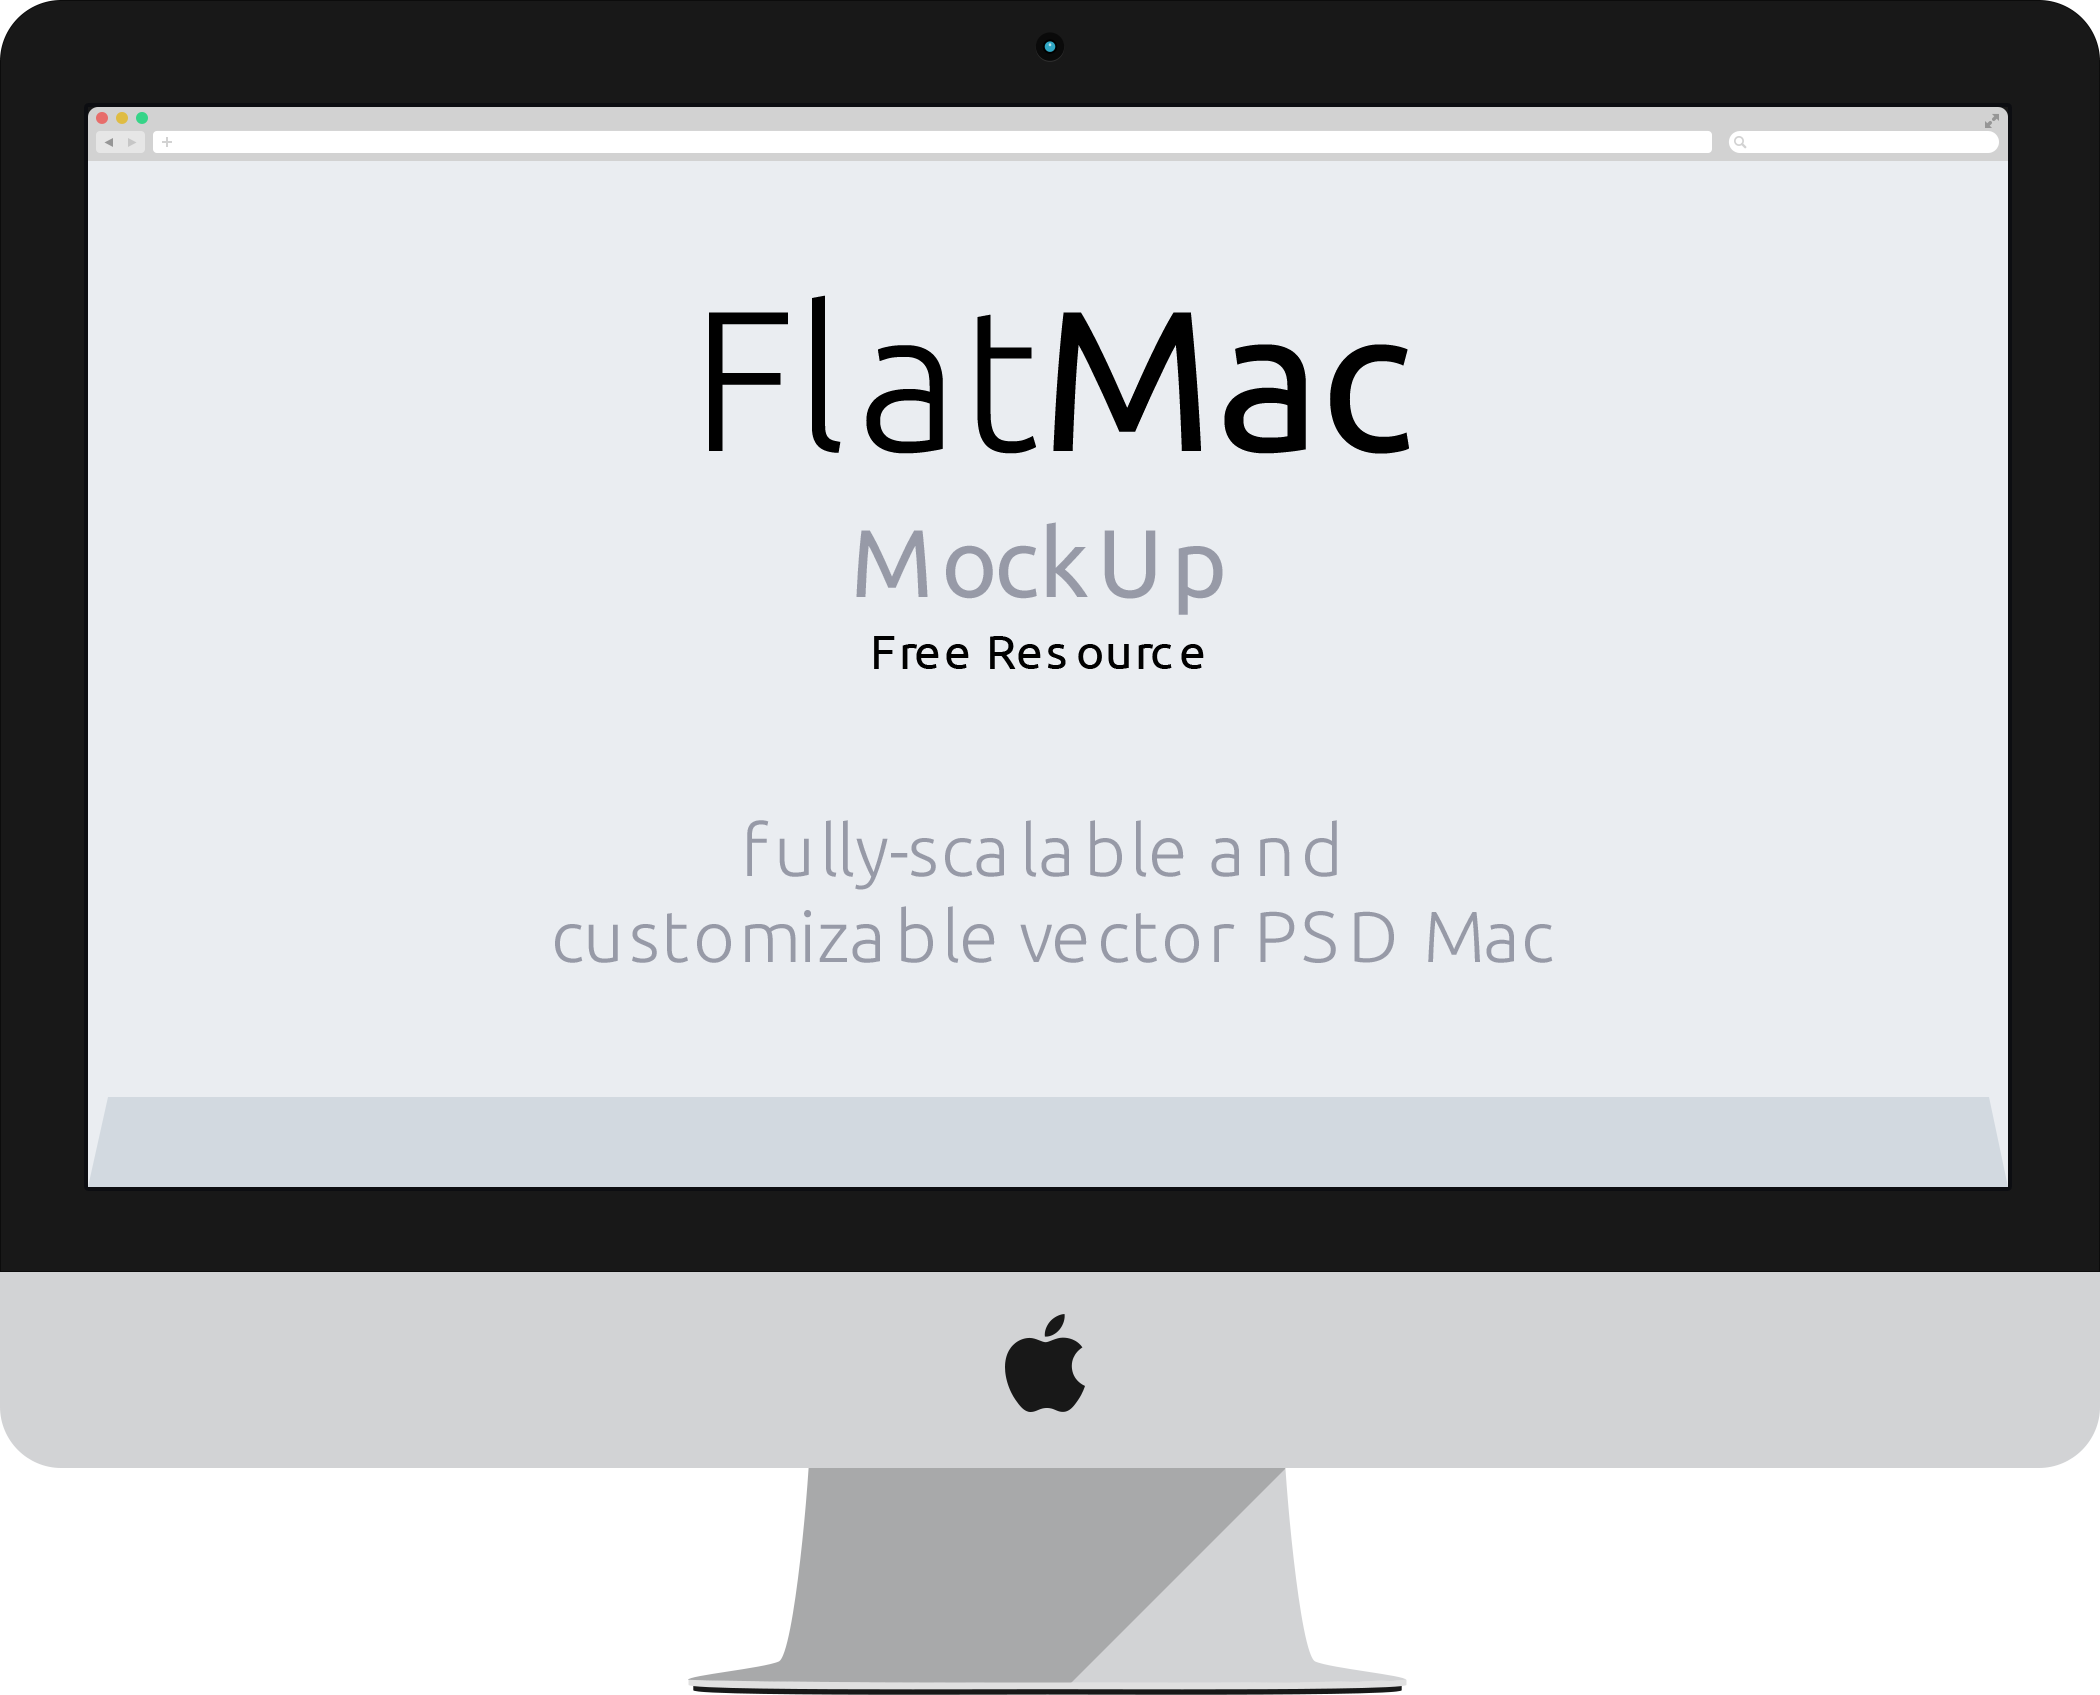 FlatMac
MockUp
Free Resource
fully-scalable and
customizable vector PSD Mac